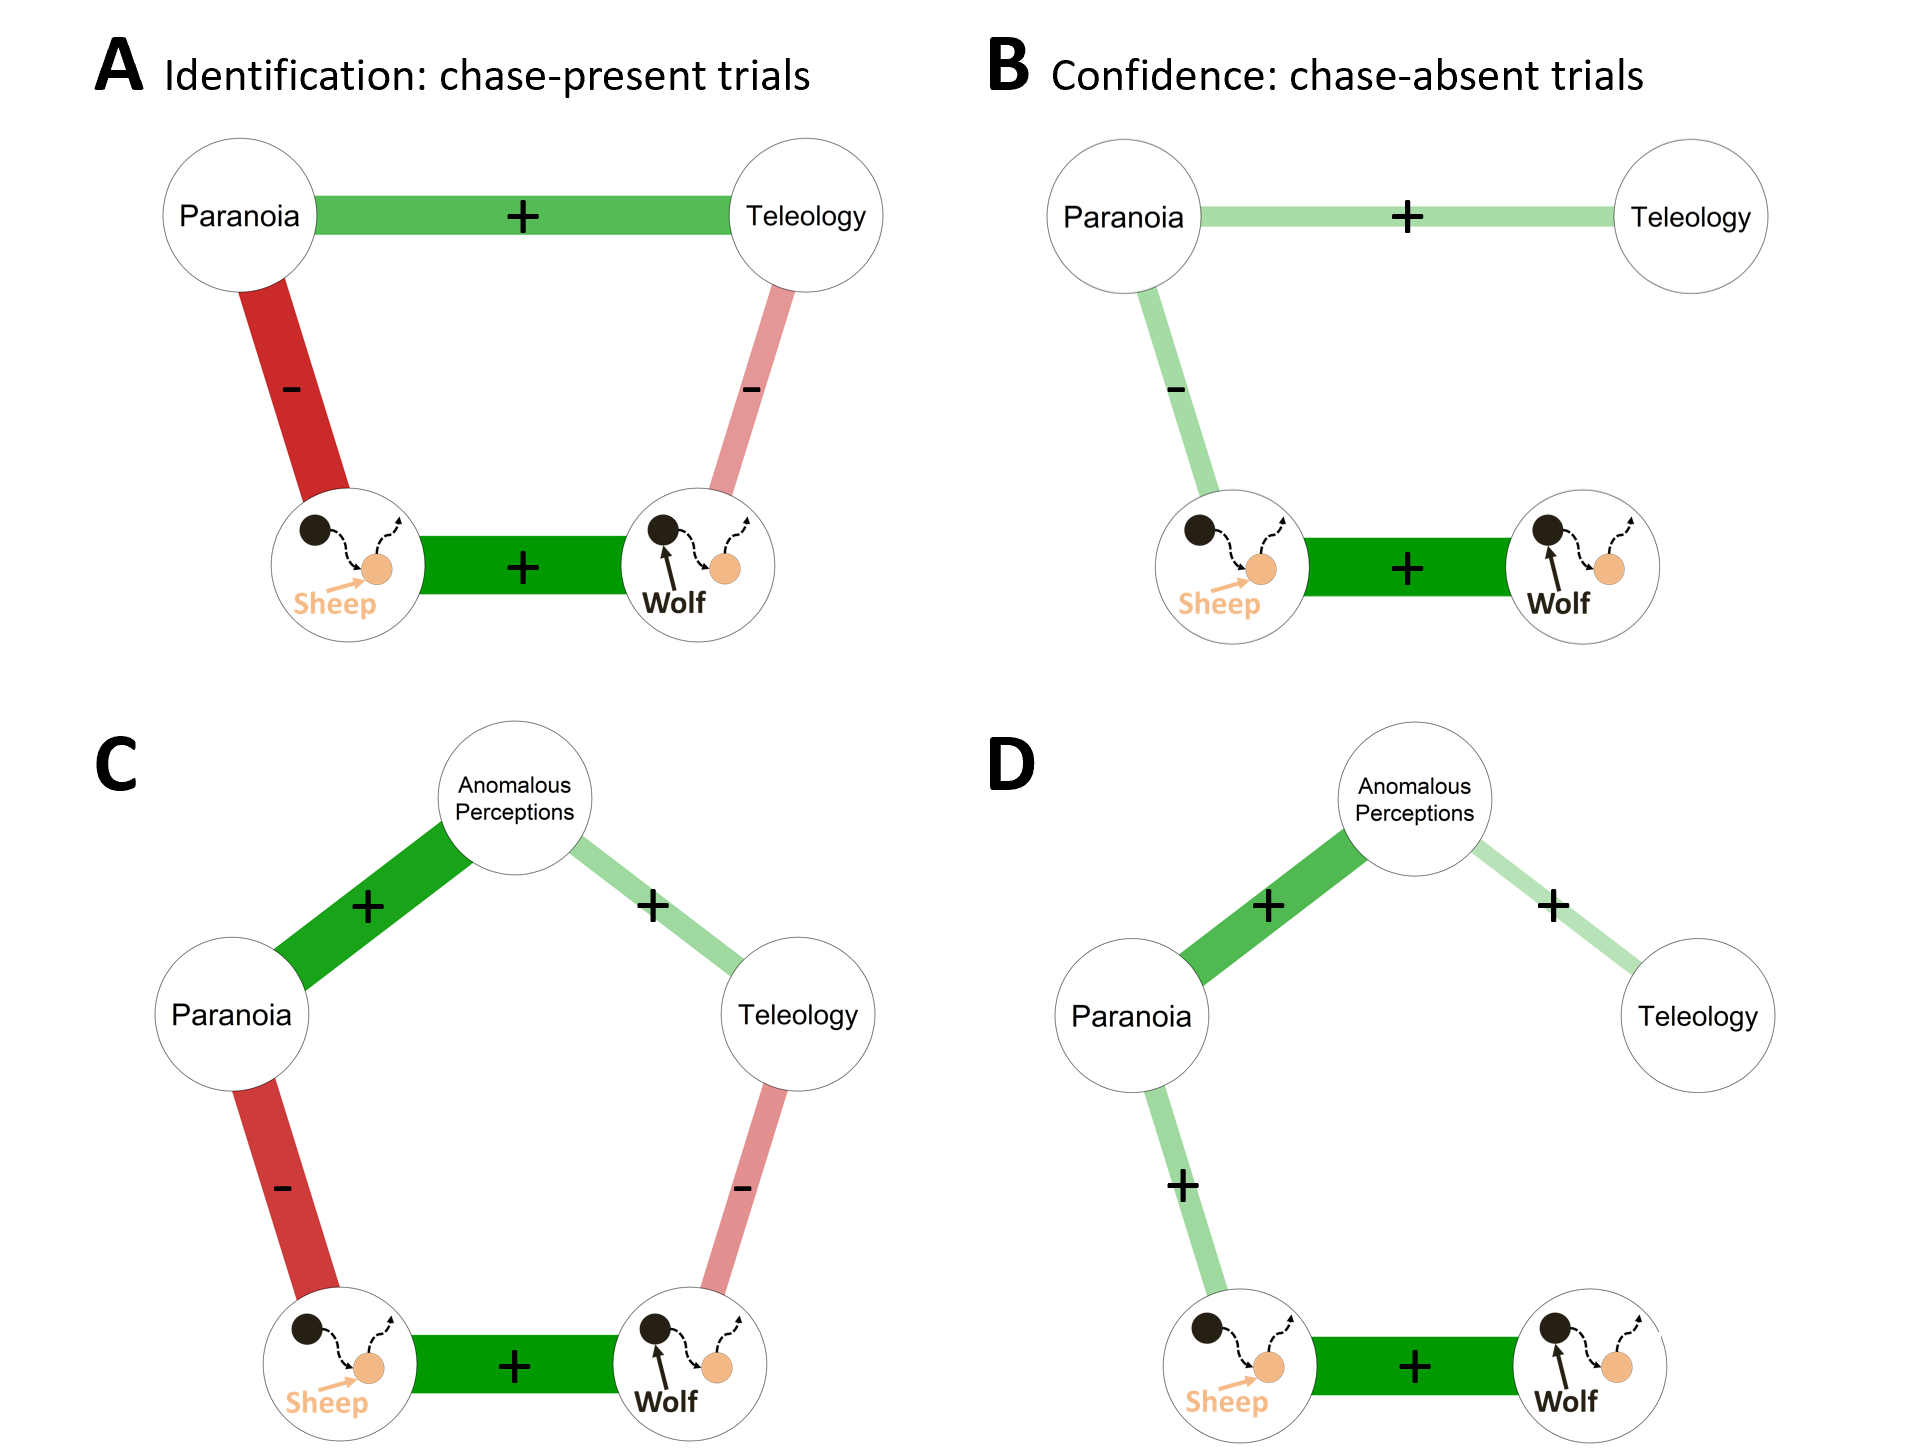 A Identification: chase-present trials
Paranoia
+
Teleology
-
-
Sheep
+
Wolf
B Confidence: chase-absent trials
Paranoia
+
Teleology
-
Sheep
+
Wolf
C
Anomalous
Perceptions
+
+
Paranoia
Teleology
-
-
Sheep
+
Wolf
D
Anomalous
Perceptions
+
+
Paranoia
Teleology
+
Sheep
+
Wolf